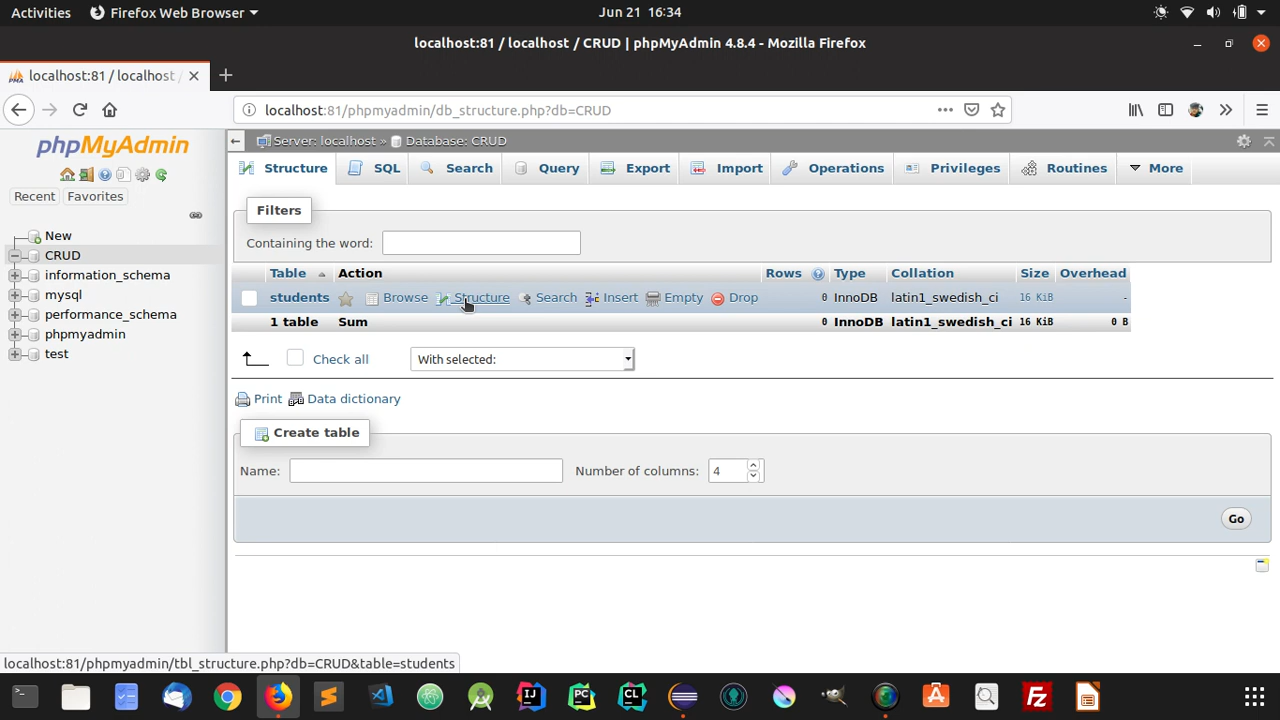 Activities Firefox Web Browser Jun 21 16:34
localhost:81 / localhost / CRUD | phpMyAdmin 4.8.4 - Mozilla Firefox
localhost:81 / localhost /
localhost:81/phpmyadmin/db_structure.php?db=CRUD
phpMyAdmin
Recent Favorites
New
CRUD
information_schema
mysql
performance_schema
phpmyadmin
test
Server: localhost » Database: CRUD
Structure SQL Search Query Export Import Operations Privileges Routines More
Filters
Containing the word:
Table Action Rows Type Collation Size Overhead
students Browse Structure Search Insert Empty Drop 0 InnoDB latin1_swedish_ci 16 KiB -
1 table Sum 0 InnoDB latin1_swedish_ci 16 KiB 0 B
Check all With selected:
Print Data dictionary
Create table
Name: Number of columns: 4
Go
localhost:81/phpmyadmin/tbl_structure.php?db=CRUD&table=students